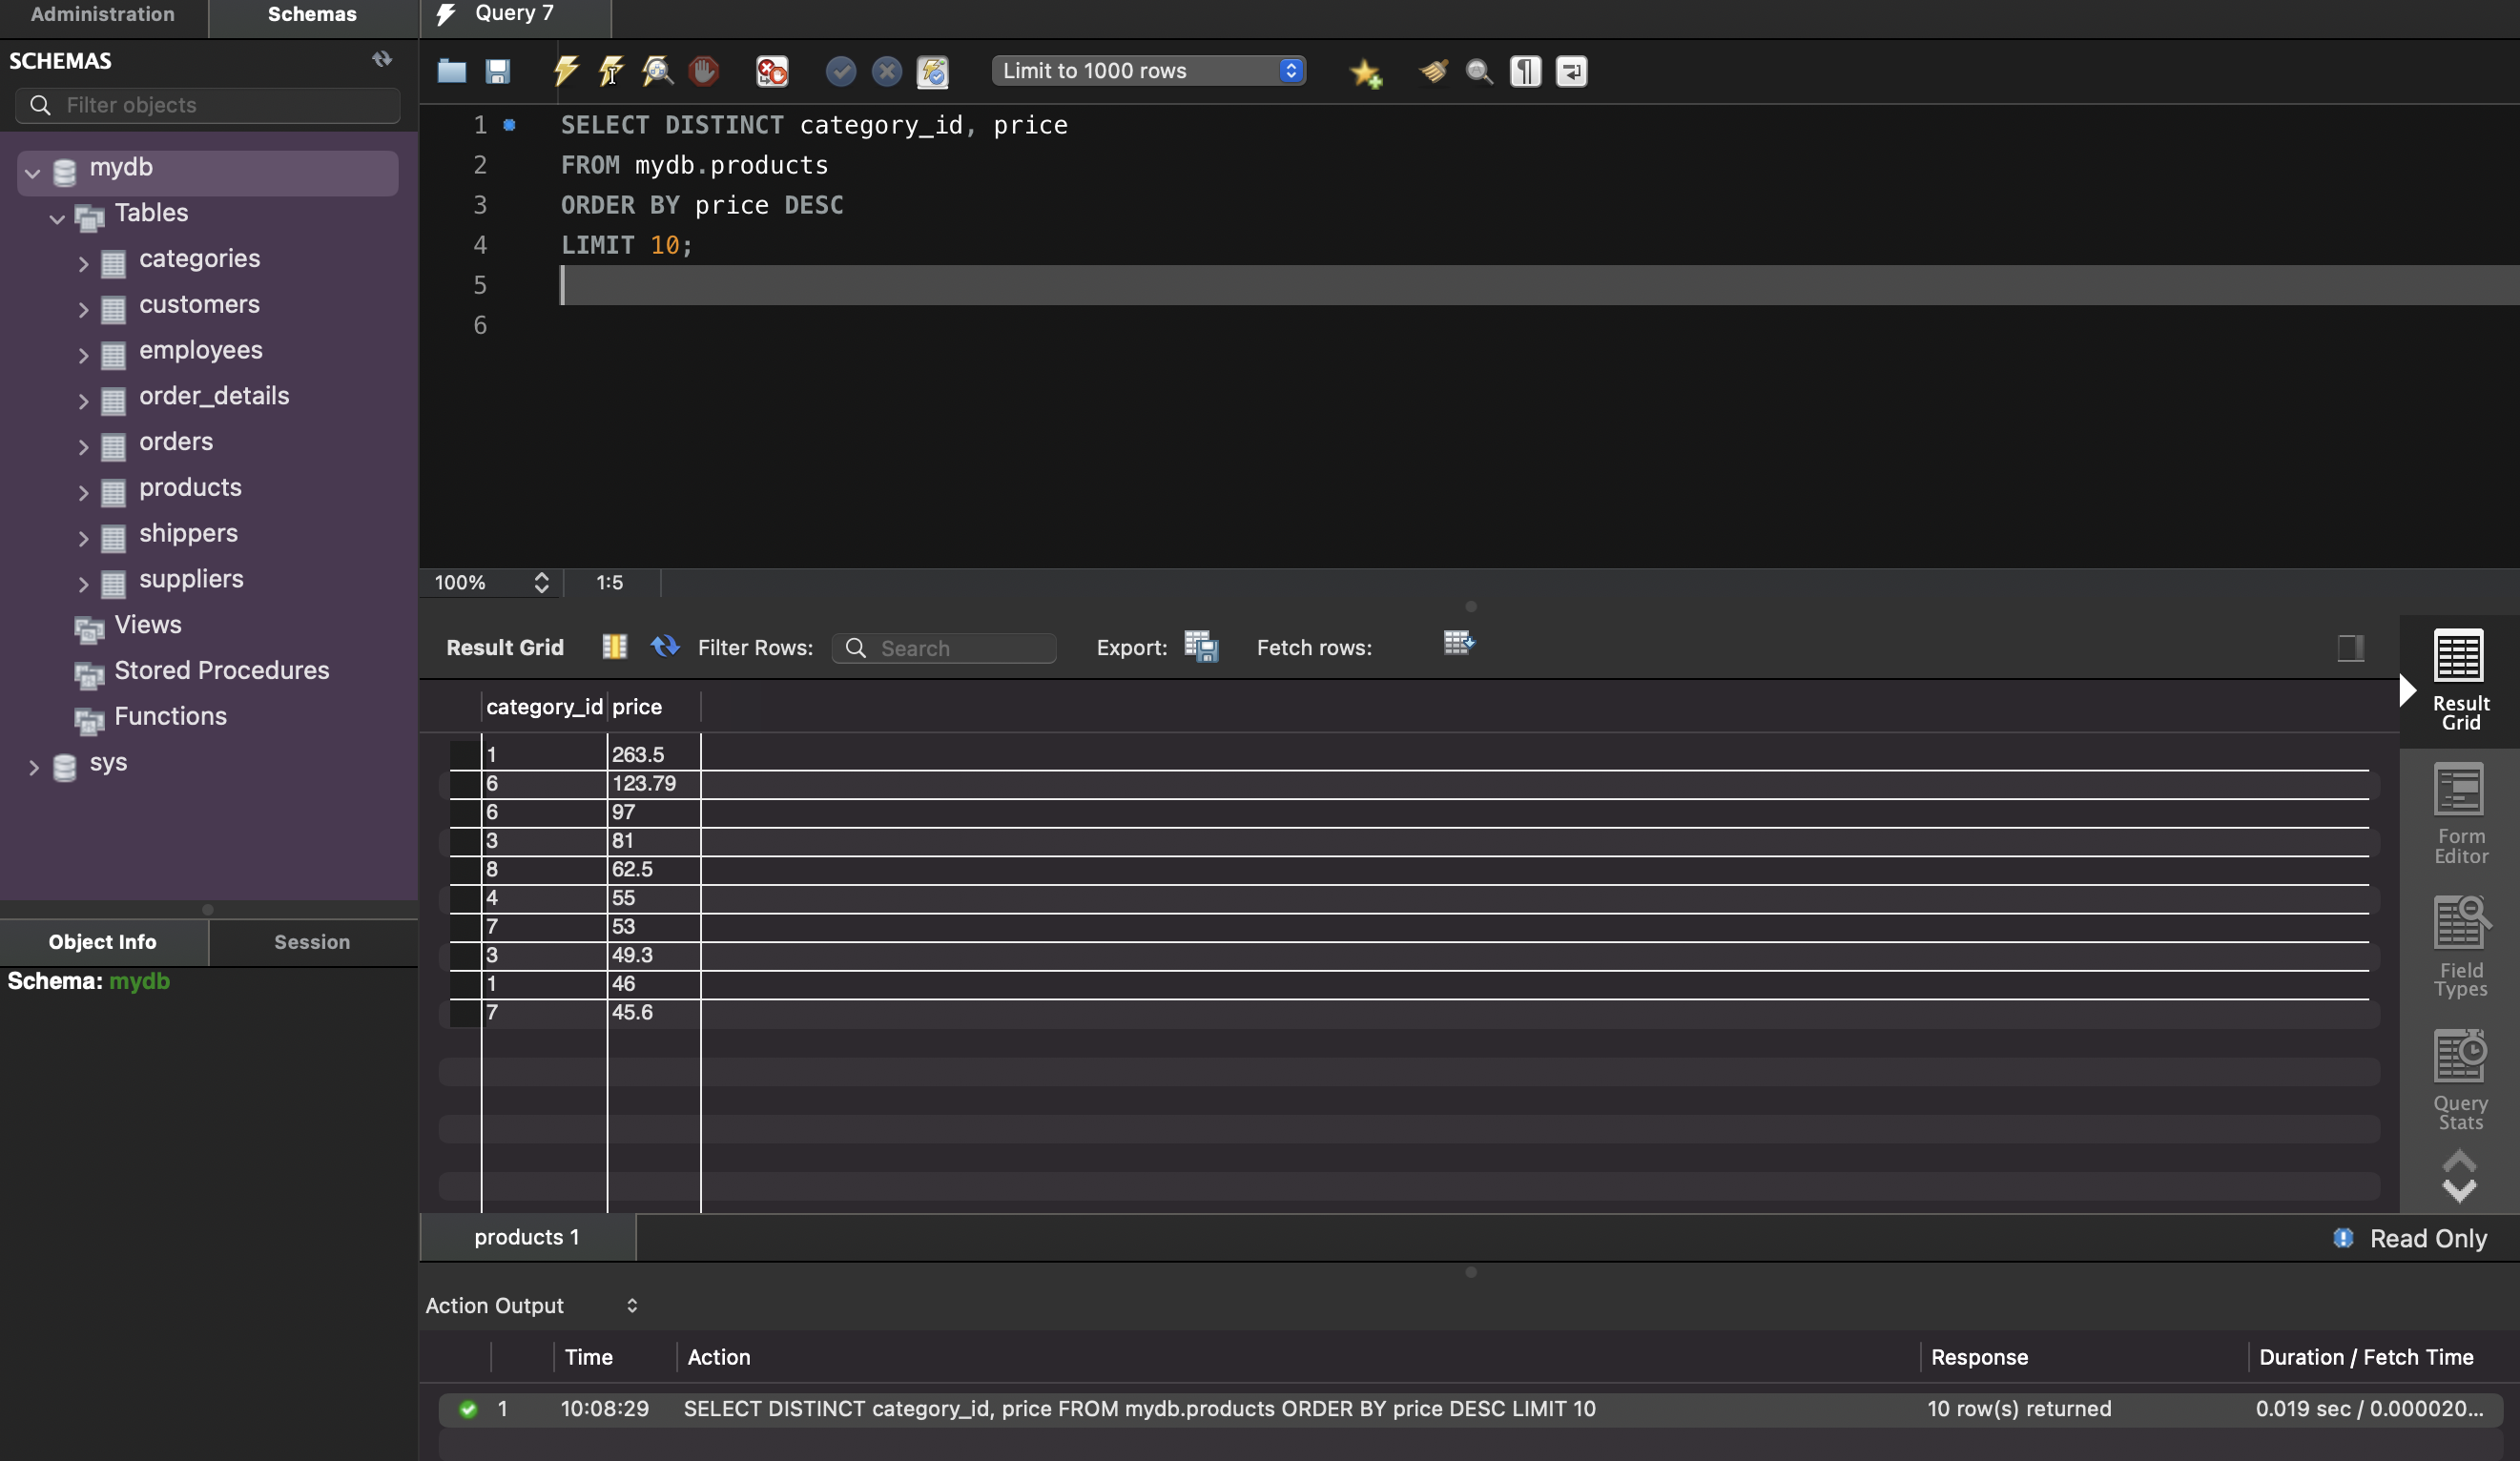 Administration
Schemas
Query 7
SCHEMAS
Filter objects
mydb
Tables
categories
customers
employees
order_details
orders
products
shippers
suppliers
Views
Stored Procedures
Functions
sys
Object Info
Session
Schema: mydb
Limit to 1000 rows
1 SELECT DISTINCT category_id, price
2 FROM mydb.products
3 ORDER BY price DESC
4 LIMIT 10;
5
6
100% 1:5
Result Grid Filter Rows: Search Export: Fetch rows:
category_id price
1 263.5
6 123.79
6 97
3 81
8 62.5
4 55
7 53
3 49.3
1 46
7 45.6
Result
Grid
Form
Editor
Field
Types
Query
Stats
products 1
Read Only
Action Output
Time Action Response Duration / Fetch Time
1 10:08:29 SELECT DISTINCT category_id, price FROM mydb.products ORDER BY price DESC LIMIT 10 10 row(s) returned 0.019 sec / 0.000020...